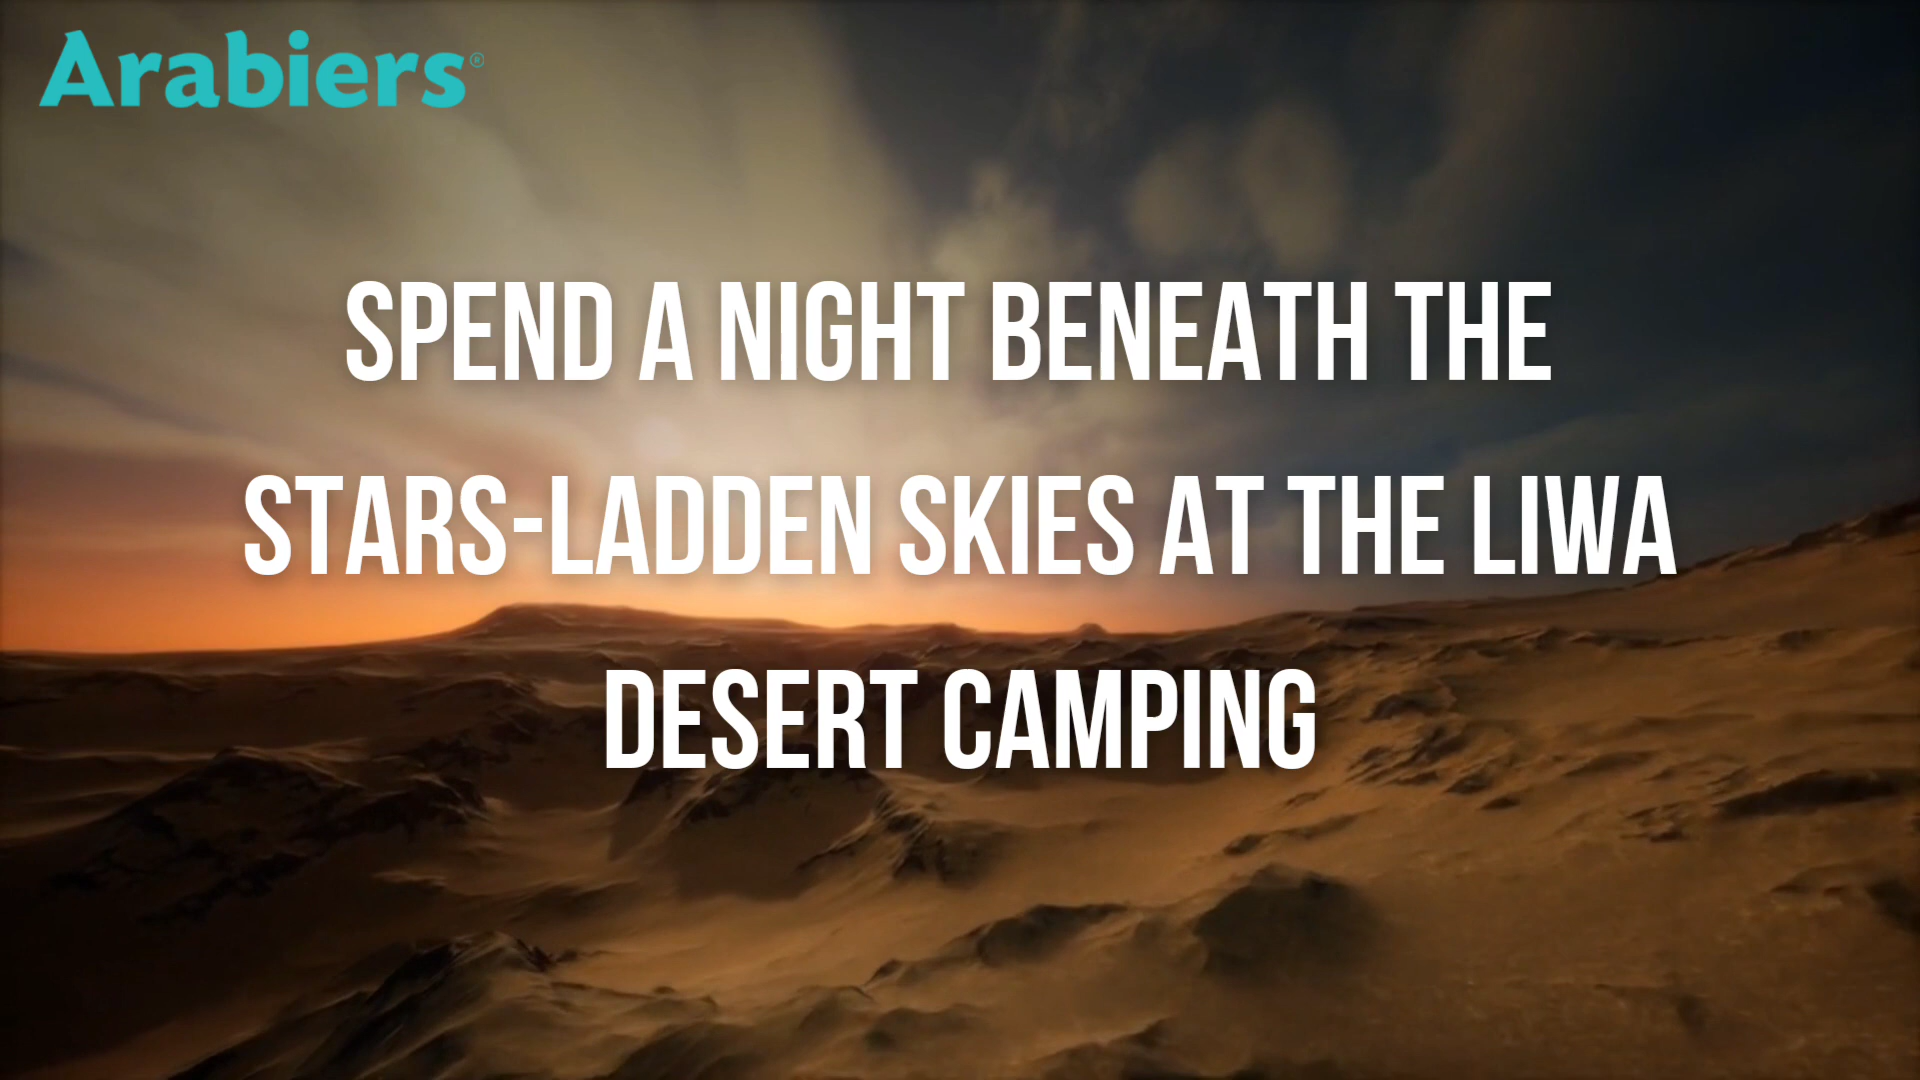 Arabiers®
SPEND A NIGHT BENEATH THE
STARS-LADDEN SKIES AT THE LIWA
DESERT CAMPING